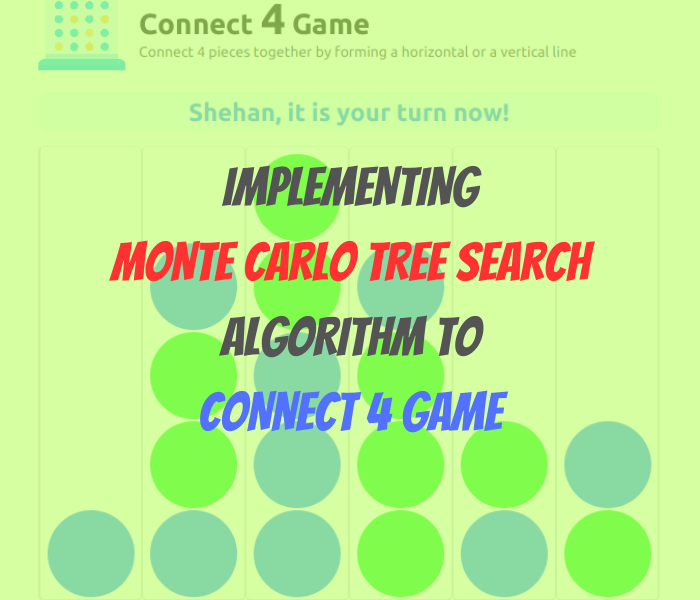 Connect 4 Game
Connect 4 pieces together by forming a horizontal or a vertical line
Shehan, it is your turn now!
IMPLEMENTING
MONTE CARLO TREE SEARCH
ALGORITHM TO
CONNECT 4 GAME